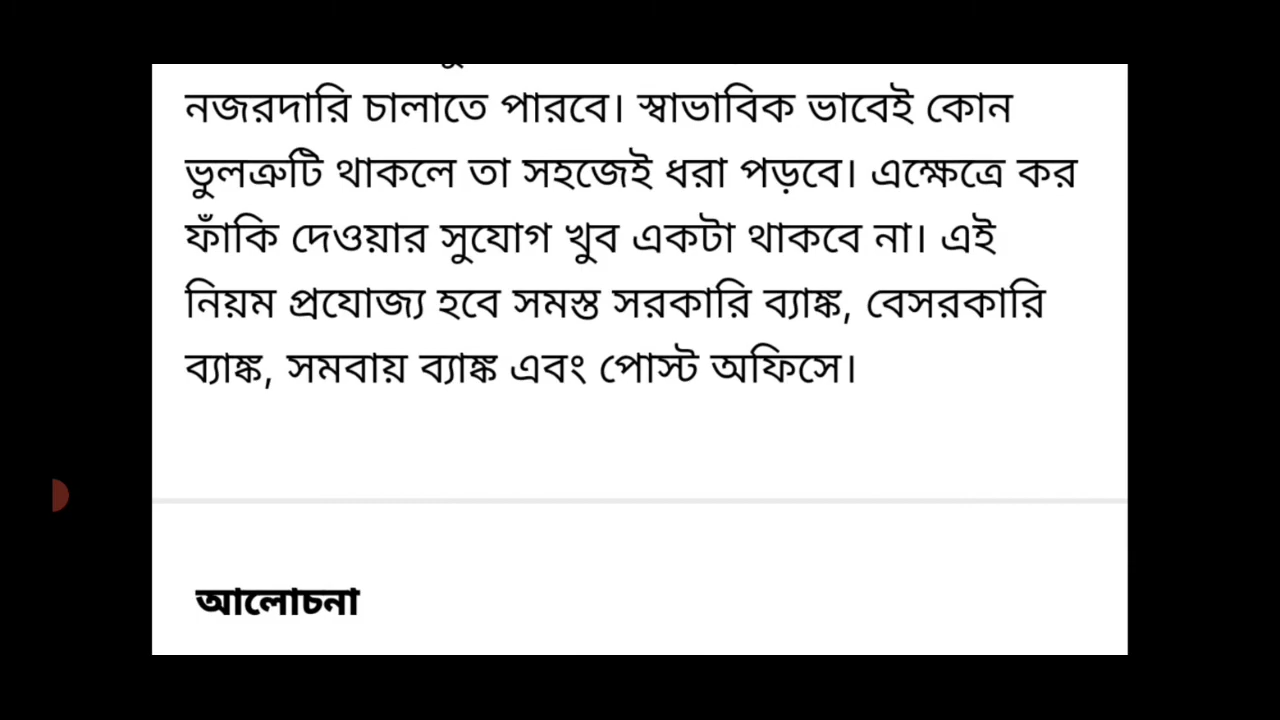 নজরদারি চালাতে পারবে। স্বাভাবিক ভাবেই কোন
ভুলত্রুটি থাকলে তা সহজেই ধরা পড়বে। এক্ষেত্রে কর
ফাঁকি দেওয়ার সুযোগ খুব একটা থাকবে না। এই
নিয়ম প্রযোজ্য হবে সমস্ত সরকারি ব্যাঙ্ক, বেসরকারি
ব্যাঙ্ক, সমবায় ব্যাঙ্ক এবং পোস্ট অফিসে।
আলোচনা